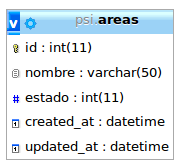 v psi.areas
id : int(11)
nombre : varchar(50)
# estado : int(11)
created_at : datetime
updated_at : datetime